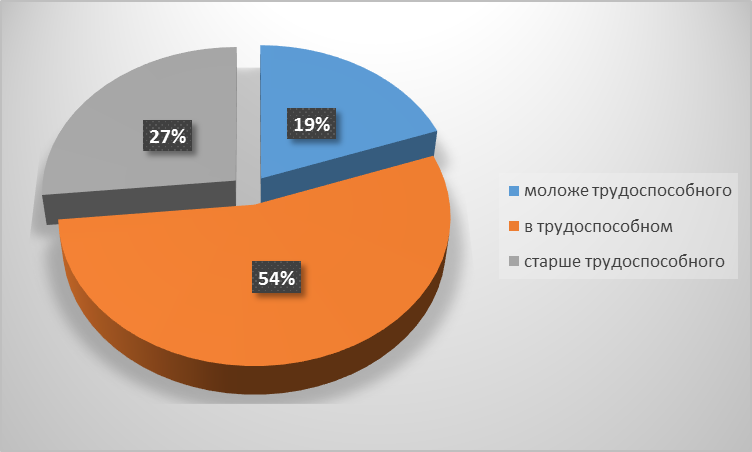 27%
19%
54%
моложе трудоспособного
в трудоспособном
старше трудоспособного